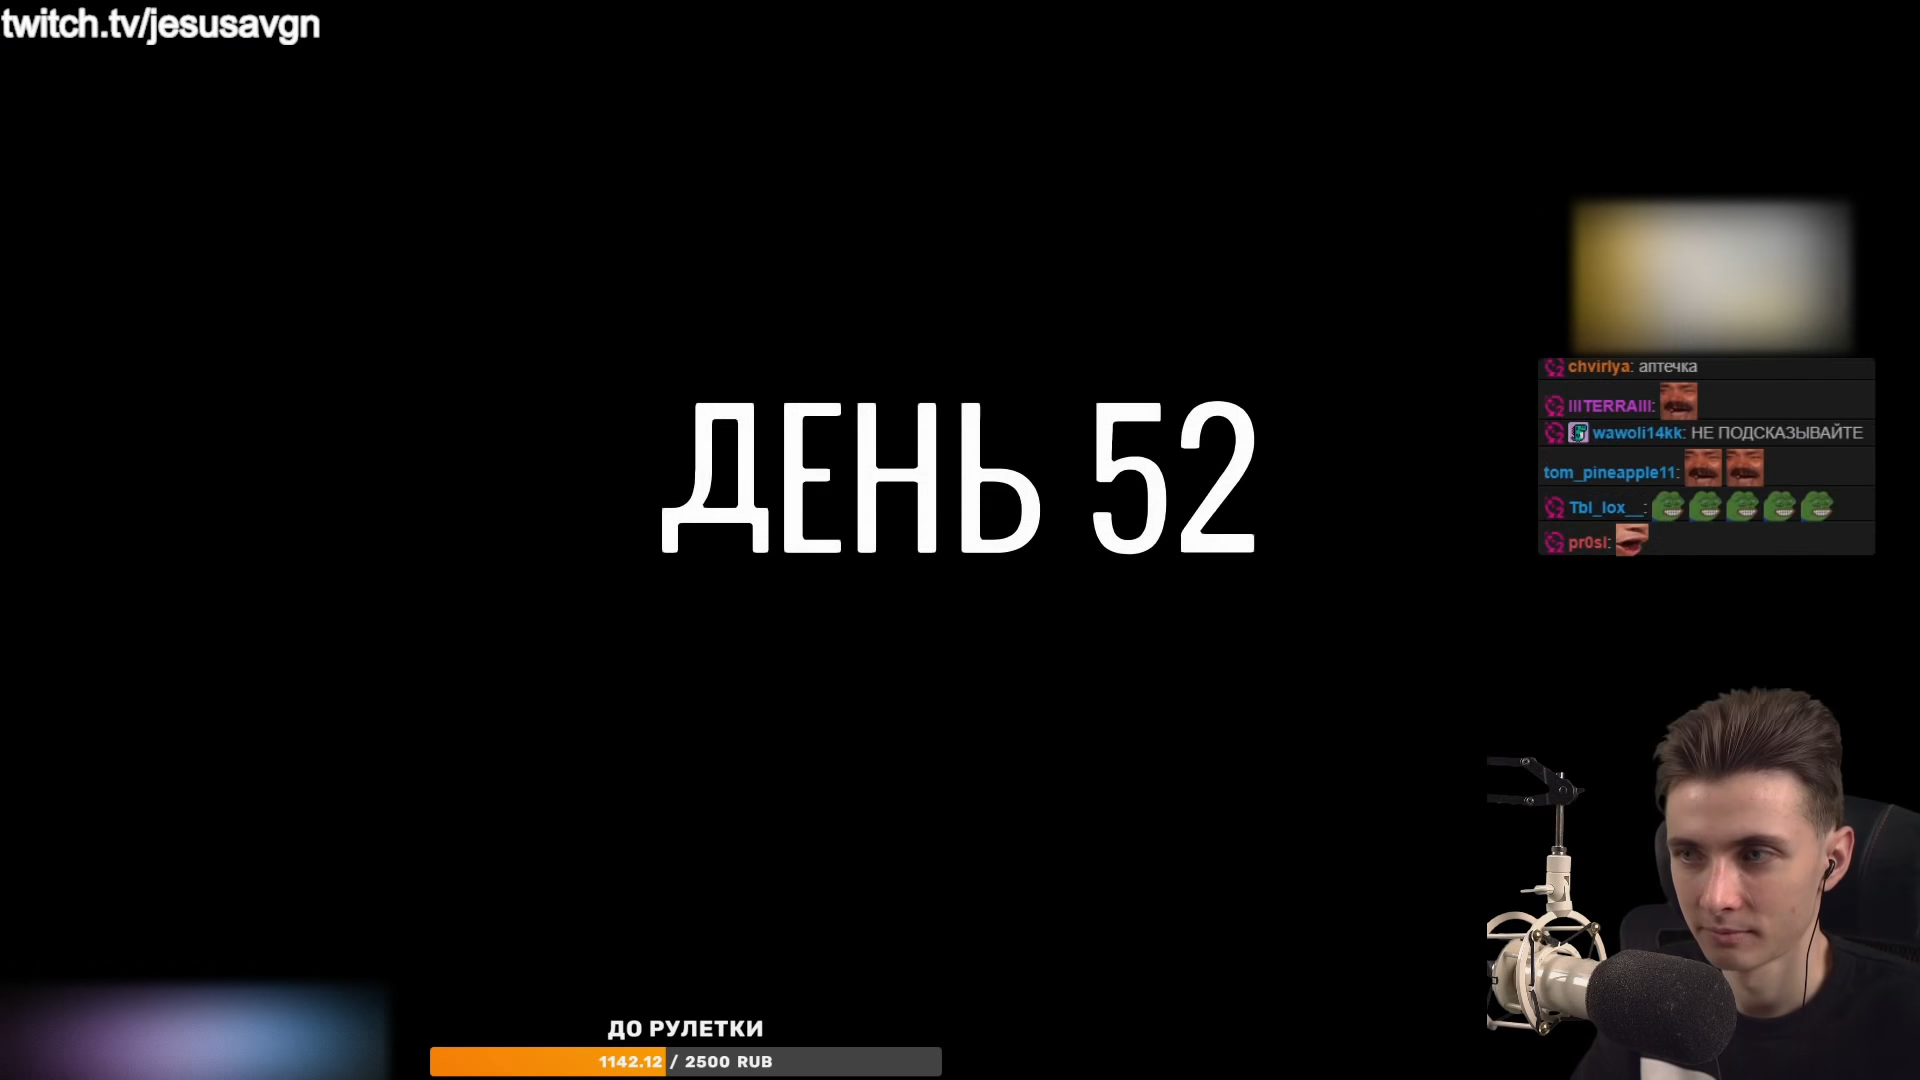 twitch.tv/jesusavgn
ДЕНЬ 52
chvirlya: аптечка
IIITERRAIII:
wawoli14kk: НЕ ПОДСКАЗЫВАЙТЕ
tom_pineapple11:
Tbl_lox__:
pr0sl:
ДО РУЛЕТКИ
1142.12 / 2500 RUB